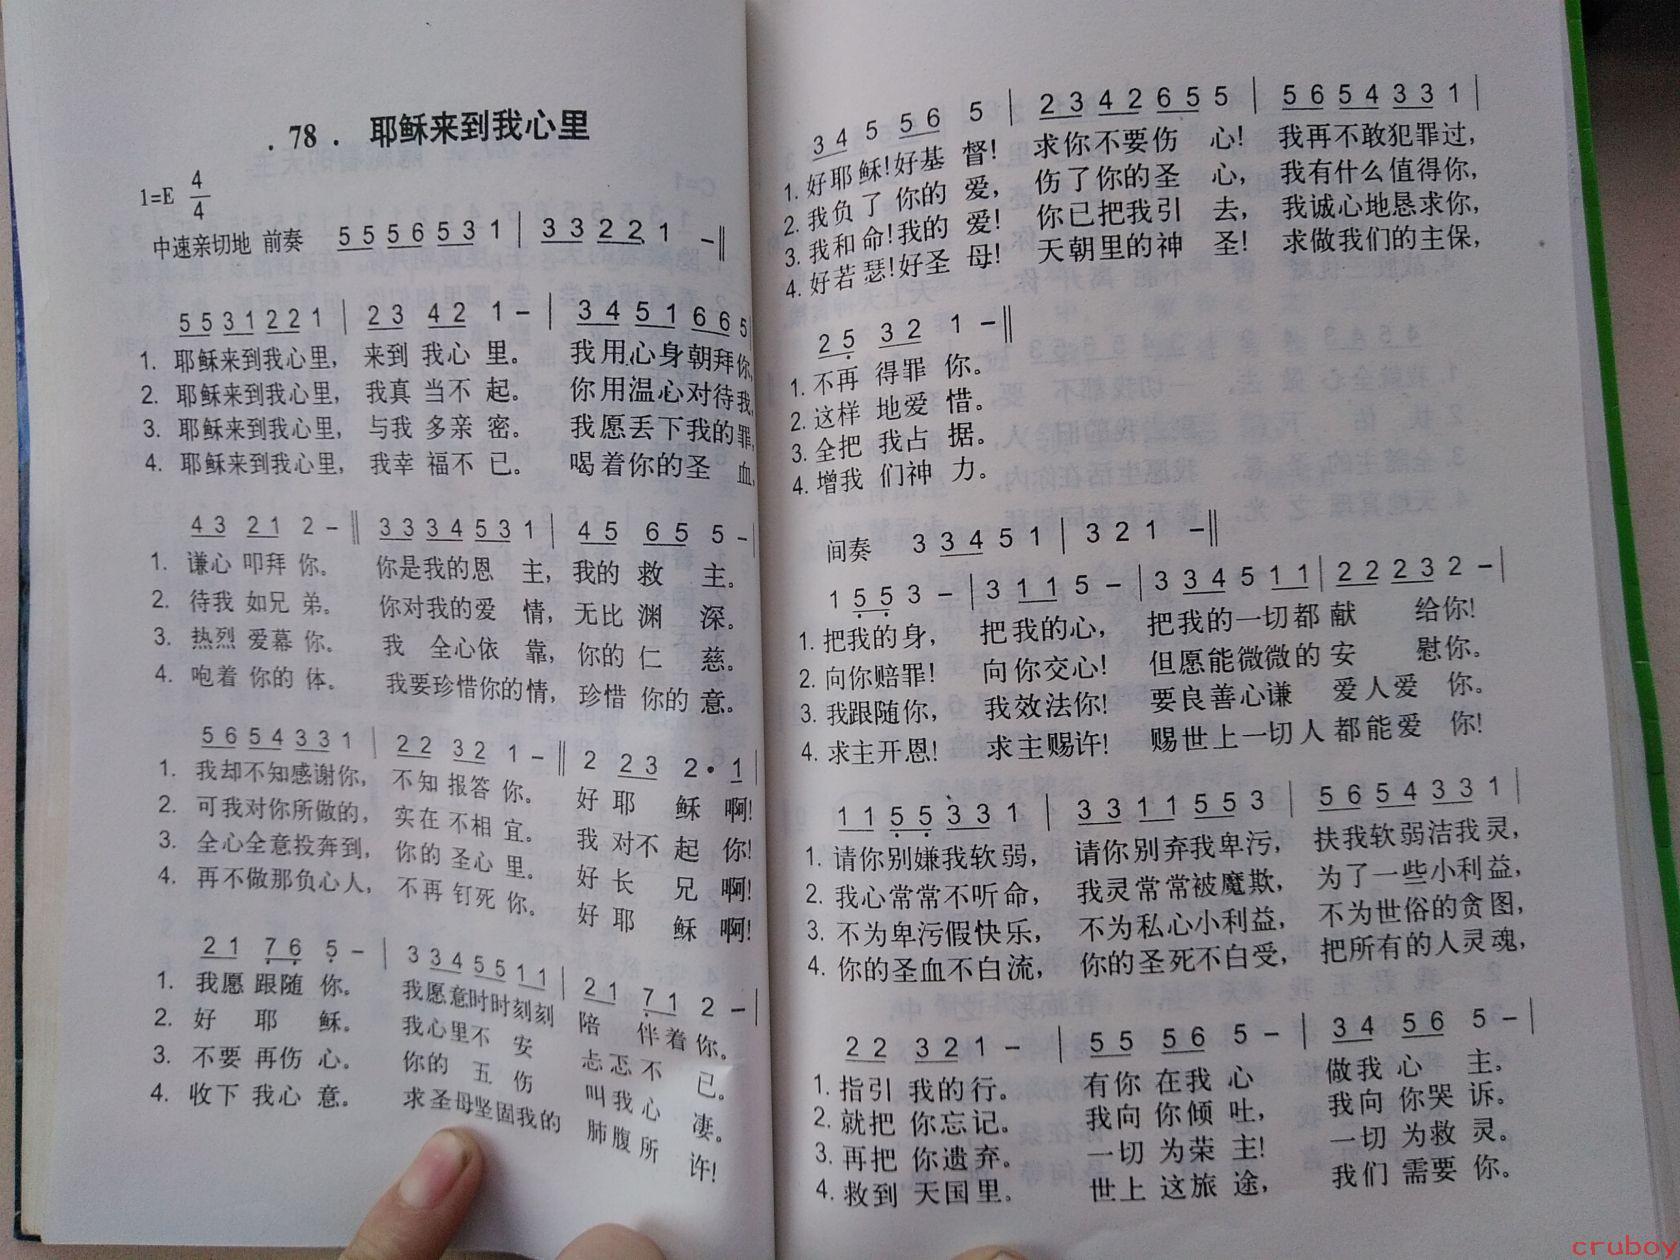 . 78 . 耶稣来到我心里
1=E 4/4
中速亲切地 前奏 5 5 5 6 5 3 1 | 3 3 2 2 1 – ‖
5 5 3 1 2 2 1 | 2 3 4 2 1 – | 3 4 5 1 6 6 5
1. 耶稣来到我心里, 来到 我心 里。 我用心身朝拜你,
2. 耶稣来到我心里, 我真 当不 起。 你用温心对待我,
3. 耶稣来到我心里, 与我 多亲 密。 我愿丢下我的罪,
4. 耶稣来到我心里, 我幸 福不 已。 喝着你的圣 血,
4 3 2 1 2 – ‖ 3 3 3 4 5 3 1 | 4 5 6 5 5 – |
1. 谦心 叩拜 你。 你是我的恩 主, 我的 救 主。
2. 待我 如兄 弟。 你对我的爱 情, 无比 渊 深。
3. 热烈 爱慕 你。 我 全心依 靠, 你的 仁 慈。
4. 咆着 你的 体。 我要珍惜你的情, 珍惜 你的 意。
5 6 5 4 3 3 1 | 2 2 3 2 1 – ‖ 2 2 3 2 · 1 |
1. 我却不知感谢你, 不知 报答 你。 好 耶 稣 啊!
2. 可我对你所做的, 实在 不相 宜。 我 对不 起 你!
3. 全心全意投奔到, 你的 圣心 里。 好 长 兄 啊!
4. 再不做那负心人, 不再 钉死 你。 好 耶 稣 啊!
2 1 7 6 5 – | 3 3 4 5 5 1 1 | 2 1 7 1 2 – |
1. 我愿 跟随 你。 我愿意时时刻刻 陪 伴着 你。
2. 好 耶 稣。 我心里不 安 忐忑不 已。
3. 不要 再伤 心。 你的 五 伤 叫我 心 凄。
4. 收下 我心 意。 求圣母坚固我的 肺腹 所 许!
3 4 5 5 6 5 | 2 3 4 2 6 5 5 | 5 6 5 4 3 3 1 |
1. 好耶稣!好基 督! 求你不要伤 心! 我再不敢犯罪过,
2. 我负了 你的 爱, 伤了你的圣 心, 我有什么值得你,
3. 我和命!我的 爱! 你已把我引 去, 我诚心地恳求你,
4. 好若瑟!好圣 母! 天朝里的神 圣! 求做我们的主保,
2 5 3 2 1 – ‖
1. 不再 得罪 你。
2. 这样 地爱 惜。
3. 全把 我占 据。
4. 增我 们神 力。
间奏 3 3 4 5 1 | 3 2 1 – ‖
1 5 5 3 – | 3 1 1 5 – | 3 3 4 5 1 1 | 2 2 2 3 2 – |
1. 把我的身, 把我的心, 把我的一切都 献 给你!
2. 向你赔罪! 向你交心! 但愿能微微的 安 慰你。
3. 我跟随你, 我效法你! 要良善心谦 爱人爱 你。
4. 求主开恩! 求主赐许! 赐世上一切人 都能爱 你!
1 1 5 5 3 3 1 | 3 3 1 1 5 5 3 | 5 6 5 4 3 3 1 |
1. 请你别嫌我软弱, 请你别弃我卑污, 扶我软弱洁我灵,
2. 我心常常不听命, 我灵常常被魔欺, 为了一些小利益,
3. 不为卑污假快乐, 不为私心小利益, 不为世俗的贪图,
4. 你的圣血不白流, 你的圣死不白受, 把所有的人灵魂,
2 2 3 2 1 – | 5 5 5 6 5 – | 3 4 5 6 5 – |
1. 指引 我的 行。 有你 在我 心 做我 心 主。
2. 就把 你忘记。 我向 你倾 吐, 我向 你哭 诉。
3. 再把 你遗弃。 一切 为荣 主! 一切 为救 灵。
4. 救到 天国里。 世上 这旅 途, 我们 需要 你。
cruboy